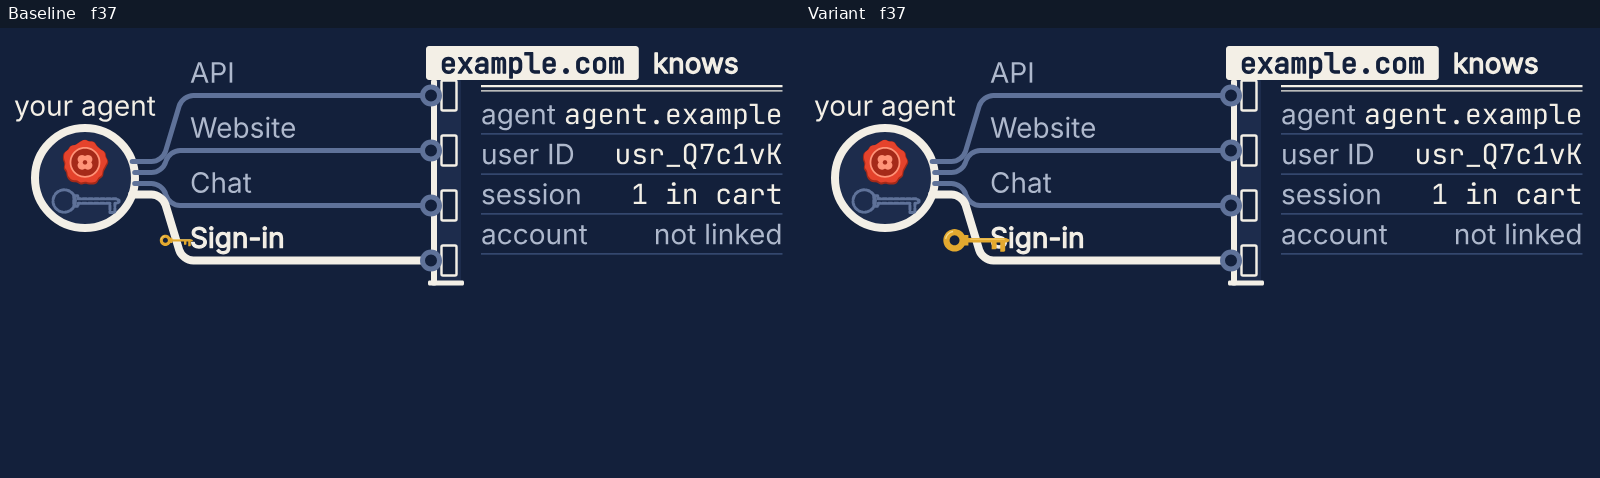 Baseline f37
API
example.com knows
your agent
agent agent.example
Website
user ID usr_Q7c1vK
Chat
session 1 in cart
Sign-in
account not linked
Variant f37
API
example.com knows
your agent
agent agent.example
Website
user ID usr_Q7c1vK
Chat
session 1 in cart
Sign-in
account not linked